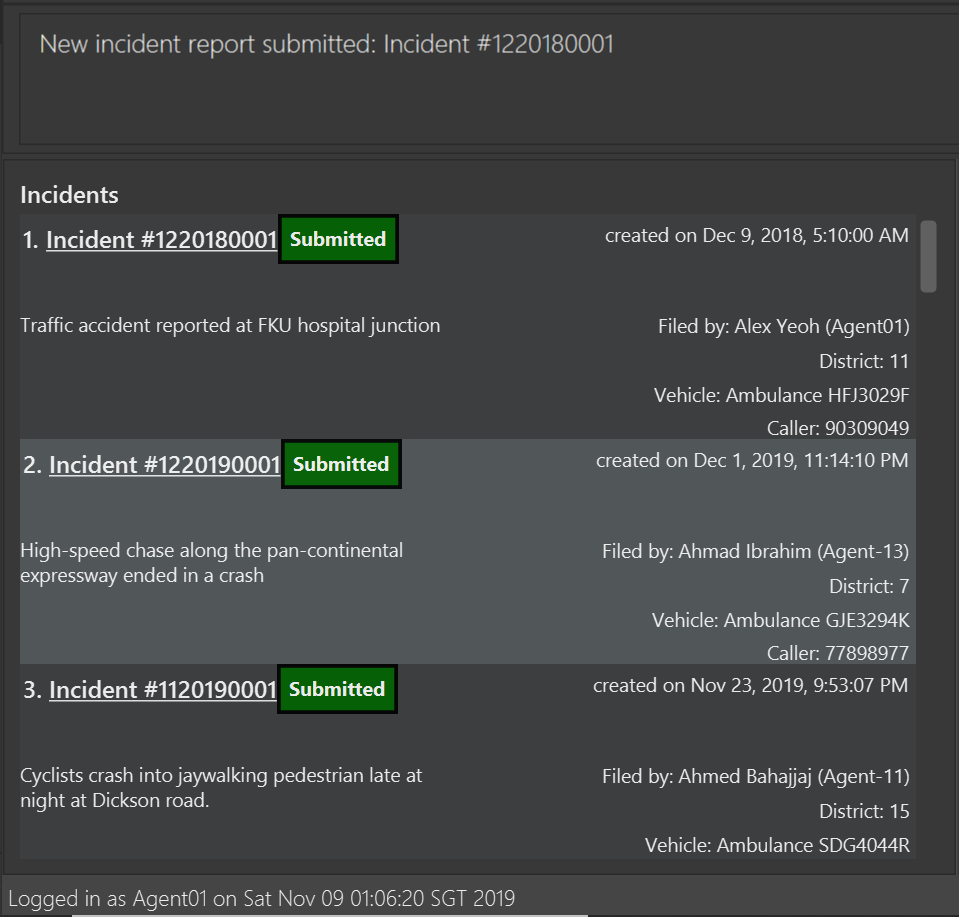 New incident report submitted: Incident #1220180001
Incidents
1. Incident #1220180001 Submitted created on Dec 9, 2018, 5:10:00 AM
Traffic accident reported at FKU hospital junction Filed by: Alex Yeoh (Agent01)
District: 11
Vehicle: Ambulance HFJ3029F
Caller: 90309049
2. Incident #1220190001 Submitted created on Dec 1, 2019, 11:14:10 PM
High-speed chase along the pan-continental Filed by: Ahmad Ibrahim (Agent-13)
expressway ended in a crash
District: 7
Vehicle: Ambulance GJE3294K
Caller: 77898977
3. Incident #1120190001 Submitted created on Nov 23, 2019, 9:53:07 PM
Cyclists crash into jaywalking pedestrian late at Filed by: Ahmed Bahajjaj (Agent-11)
night at Dickson road.
District: 15
Vehicle: Ambulance SDG4044R
Logged in as Agent01 on Sat Nov 09 01:06:20 SGT 2019